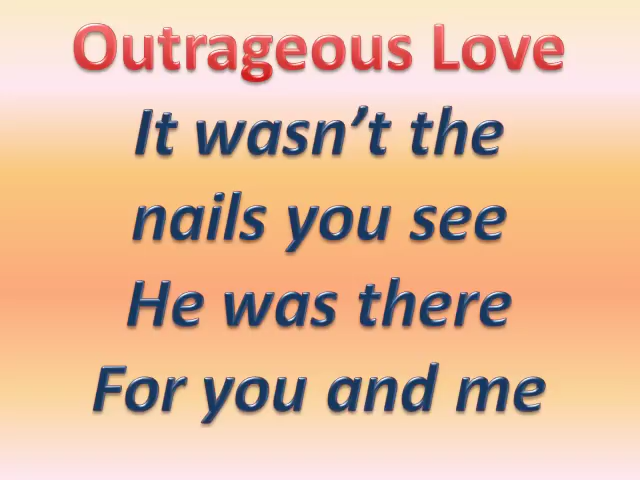 Outrageous Love
It wasn’t the
nails you see
He was there
For you and me